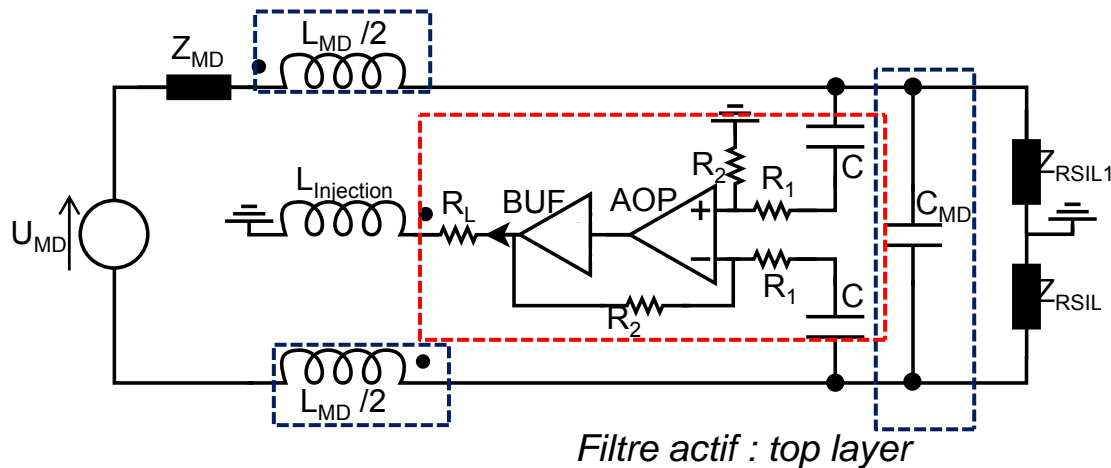 L_MD /2
Z_MD
R_2
R_1
C
Z_RSIL1
L_Injection
R_L
BUF
AOP
C_MD
U_MD
+
−
R_1
C
Z_RSIL
R_2
L_MD /2
Filtre actif : top layer